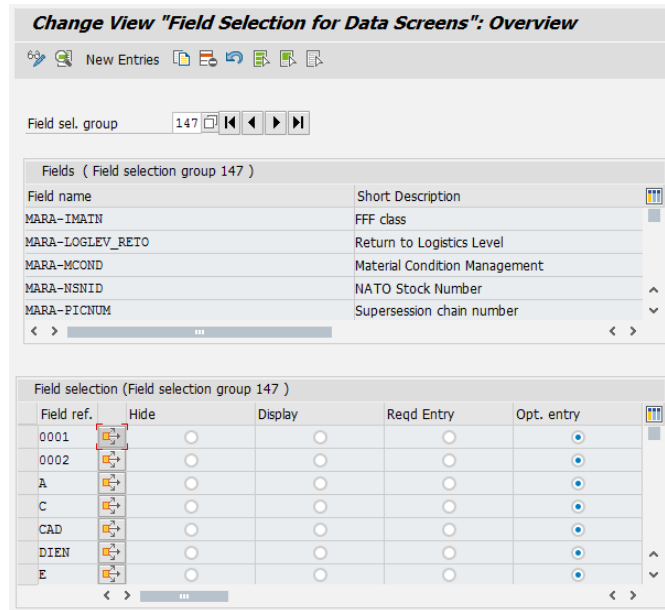 Change View "Field Selection for Data Screens": Overview
New Entries
Field sel. group 147
Fields ( Field selection group 147 )
Field name Short Description
MARA-IMATN FFF class
MARA-LOGLEV_RETO Return to Logistics Level
MARA-MCOND Material Condition Management
MARA-NSNID NATO Stock Number
MARA-PICNUM Supersession chain number
Field selection (Field selection group 147 )
Field ref. Hide Display Reqd Entry Opt. entry
0001
0002
A
C
CAD
DIEN
E